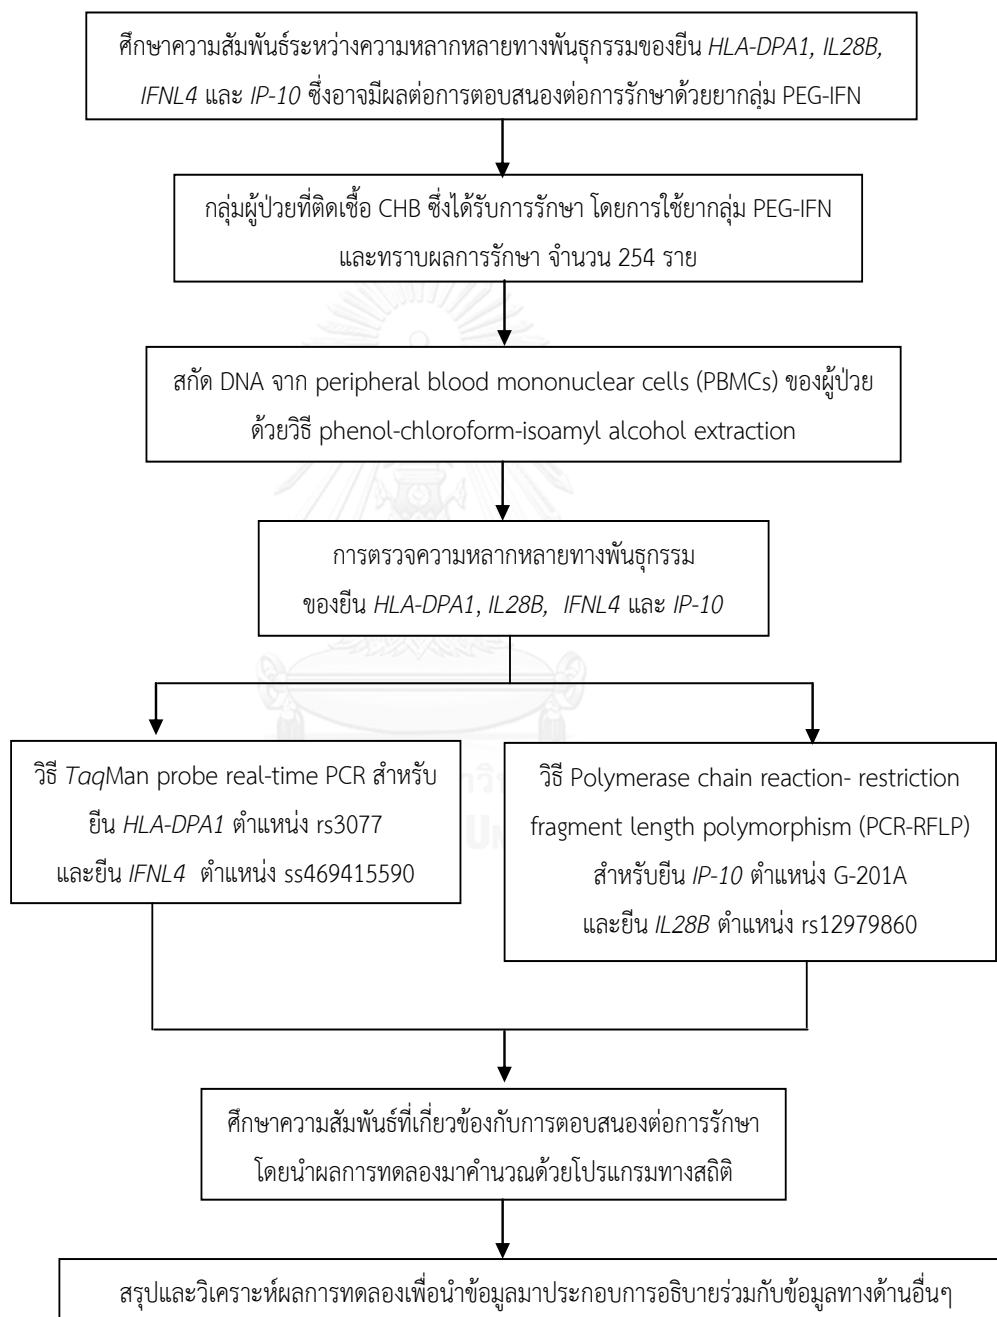 ศึกษาความสัมพันธ์ระหว่างความหลากหลายทางพันธุกรรมของยีน HLA-DPA1, IL28B,
IFNL4 และ IP-10 ซึ่งอาจมีผลต่อการตอบสนองต่อการรักษาด้วยยากลุ่ม PEG-IFN
กลุ่มผู้ป่วยที่ติดเชื้อ CHB ซึ่งได้รับการรักษา โดยการใช้ยากลุ่ม PEG-IFN
และทราบผลการรักษา จำนวน 254 ราย
สกัด DNA จาก peripheral blood mononuclear cells (PBMCs) ของผู้ป่วย
ด้วยวิธี phenol-chloroform-isoamyl alcohol extraction
การตรวจความหลากหลายทางพันธุกรรม
ของยีน HLA-DPA1, IL28B, IFNL4 และ IP-10
วิธี TaqMan probe real-time PCR สำหรับ
ยีน HLA-DPA1 ตำแหน่ง rs3077
และยีน IFNL4 ตำแหน่ง ss469415590
วิธี Polymerase chain reaction- restriction
fragment length polymorphism (PCR-RFLP)
สำหรับยีน IP-10 ตำแหน่ง G-201A
และยีน IL28B ตำแหน่ง rs12979860
ศึกษาความสัมพันธ์ที่เกี่ยวข้องกับการตอบสนองต่อการรักษา
โดยนำผลการทดลองมาคำนวณด้วยโปรแกรมทางสถิติ
สรุปและวิเคราะห์ผลการทดลองเพื่อนำข้อมูลมาประกอบการอธิบายร่วมกับข้อมูลทางด้านอื่นๆ